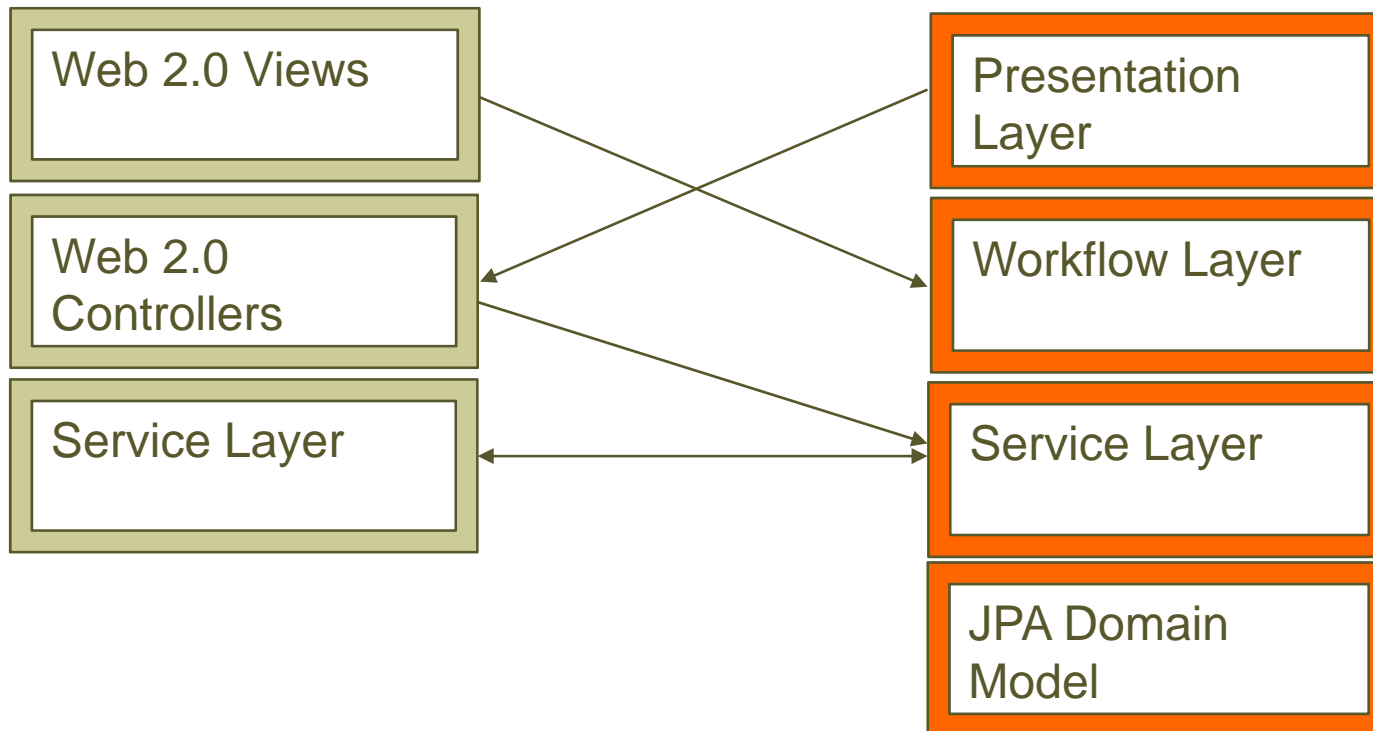 Web 2.0 Views
Web 2.0
Controllers
Service Layer
Presentation
Layer
Workflow Layer
Service Layer
JPA Domain
Model